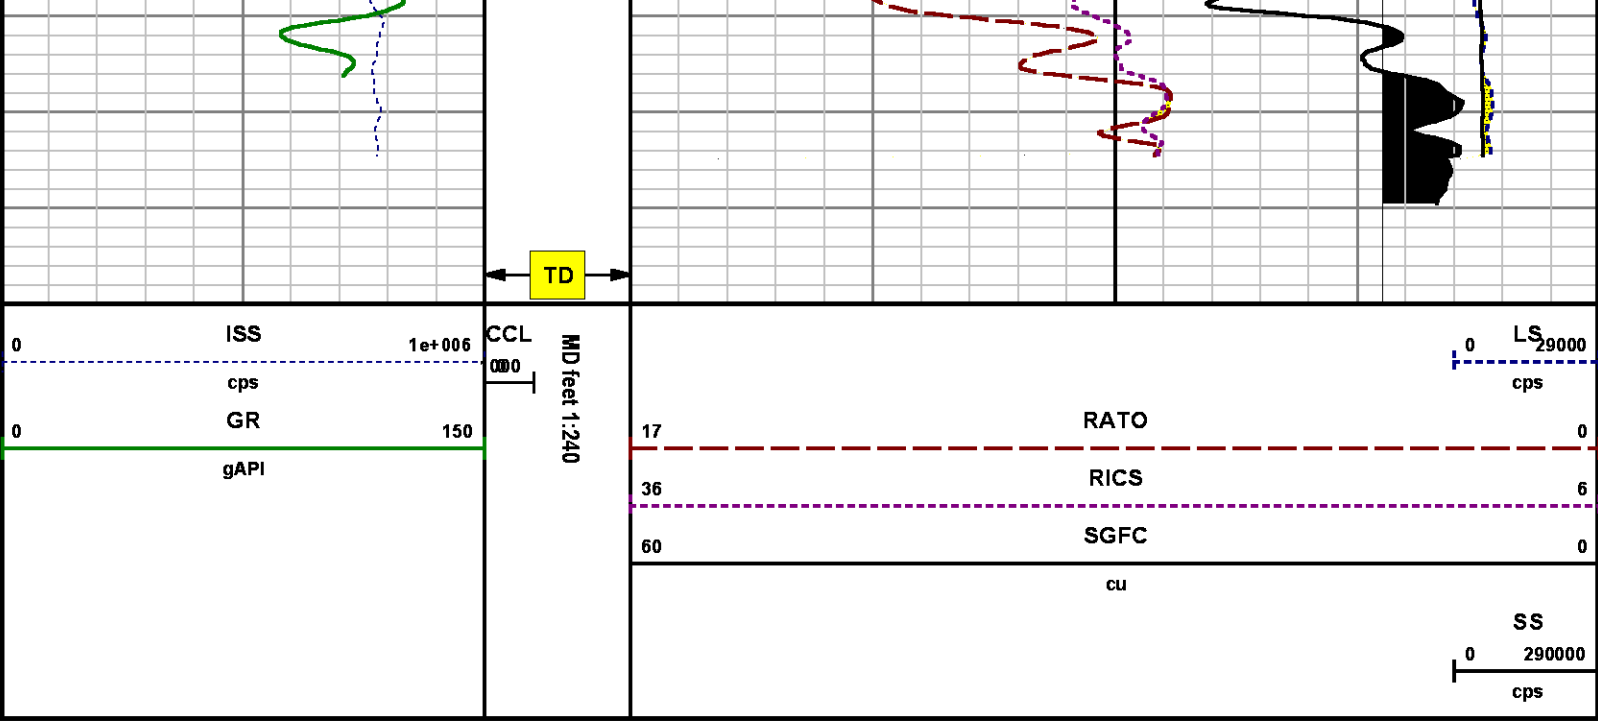 TD
ISS
0 1e+006
cps
GR
0 150
gAPI
CCL
MD feet 1:240
LS
0 29000
cps
RATO
17 0
RICS
36 6
SGFC
60 0
cu
SS
0 290000
cps